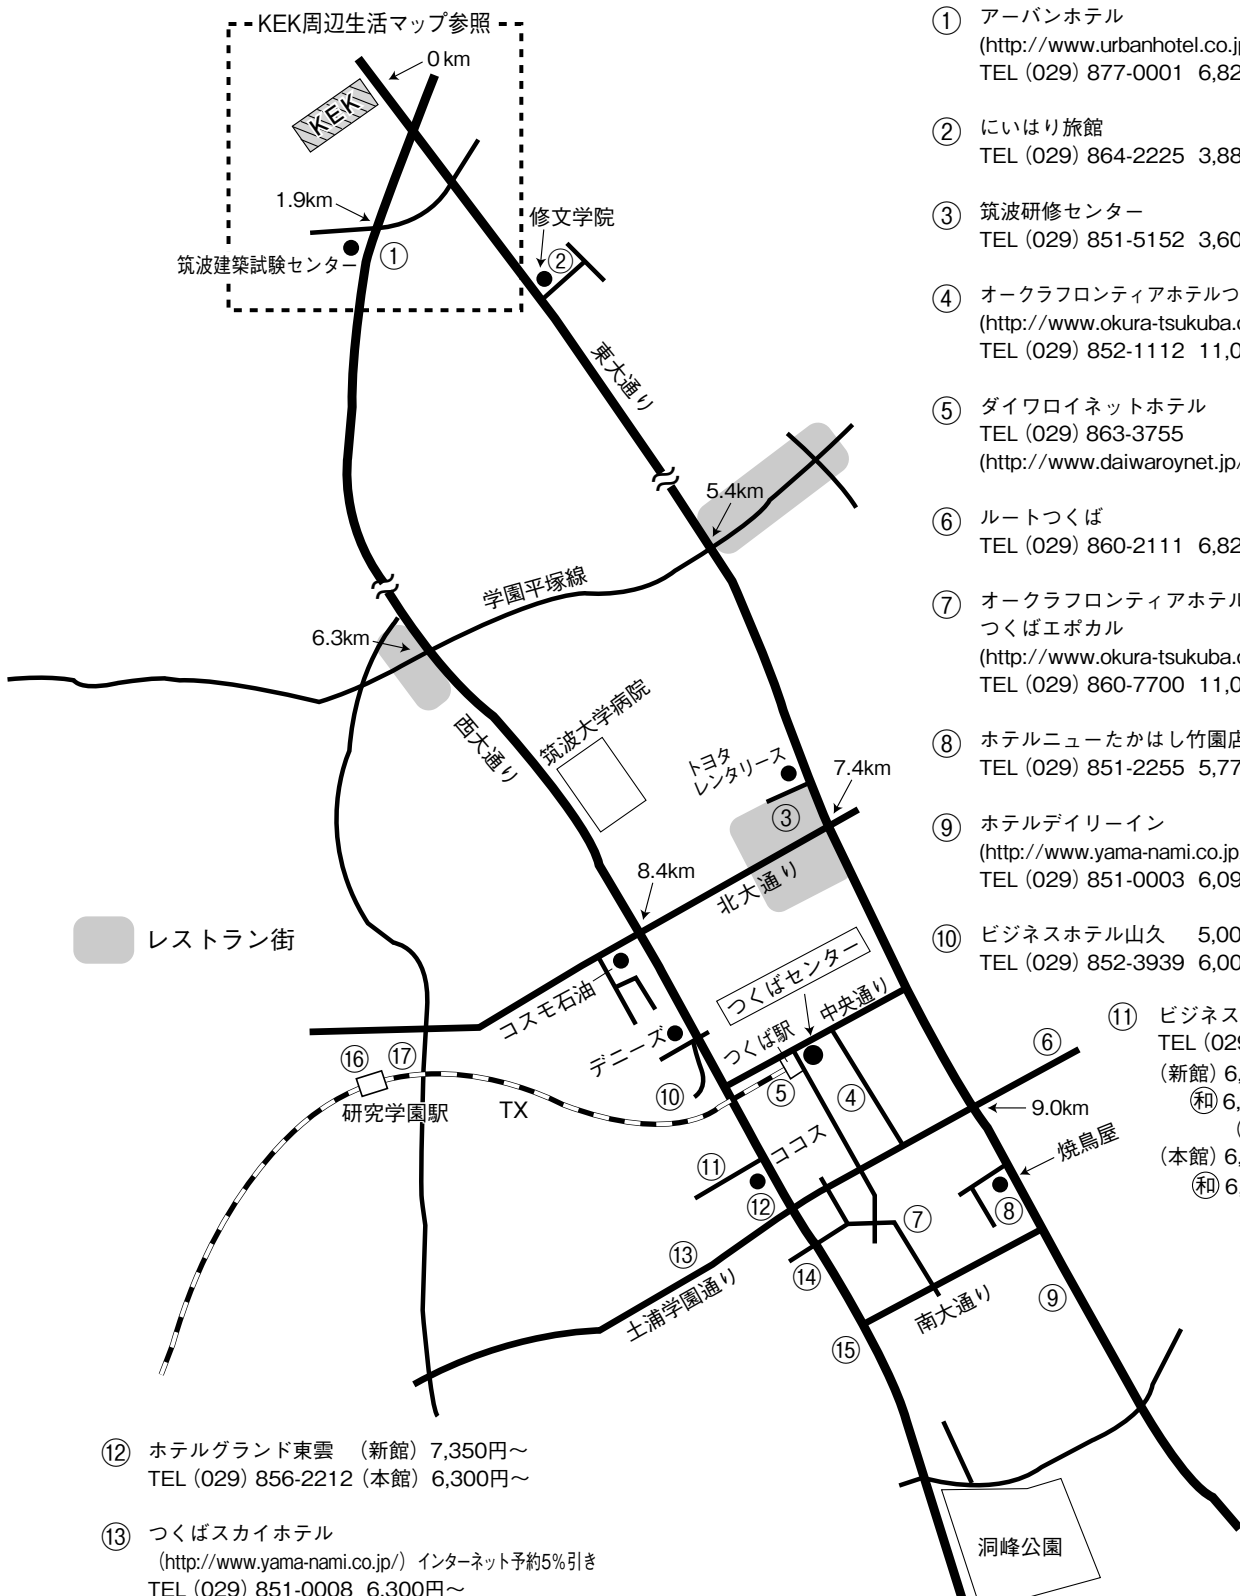 KEK周辺生活マップ参照
0 km
KEK
1.9km
修文学院
筑波建築試験センター
①
②
東大通り
5.4km
学園平塚線
6.3km
西大通り
筑波大学病院
トヨタ
レンタリース
7.4km
③
8.4km
北大通り
レストラン街
コスモ石油
つくばセンター
中央通り
つくば駅
デニーズ
⑯
⑰
研究学園駅
TX
⑩
⑤
④
⑥
9.0km
ココス
焼鳥屋
⑪
⑫
⑦
⑧
⑬
⑭
土浦学園通り
南大通り
⑨
⑮
洞峰公園
① アーバンホテル
(http://www.urbanhotel.co.jp
TEL (029) 877-0001 6,82
② にいはり旅館
TEL (029) 864-2225 3,88
③ 筑波研修センター
TEL (029) 851-5152 3,60
④ オークラフロンティアホテルつ
(http://www.okura-tsukuba.c
TEL (029) 852-1112 11,0
⑤ ダイワロイネットホテル
TEL (029) 863-3755
(http://www.daiwaroynet.jp/
⑥ ルートつくば
TEL (029) 860-2111 6,82
⑦ オークラフロンティアホテル
つくばエポカル
(http://www.okura-tsukuba.c
TEL (029) 860-7700 11,0
⑧ ホテルニューたかはし竹園店
TEL (029) 851-2255 5,77
⑨ ホテルデイリーイン
(http://www.yama-nami.co.jp
TEL (029) 851-0003 6,09
⑩ ビジネスホテル山久 5,00
TEL (029) 852-3939 6,00
⑪ ビジネス
TEL (029
(新館) 6,
㊀和 6,
(
(本館) 6,
和 6,
⑫ ホテルグランド東雲 (新館) 7,350円～
TEL (029) 856-2212 (本館) 6,300円～
⑬ つくばスカイホテル
(http://www.yama-nami.co.jp/) インターネット予約5%引き
TEL (029) 851-0008 6,300円～